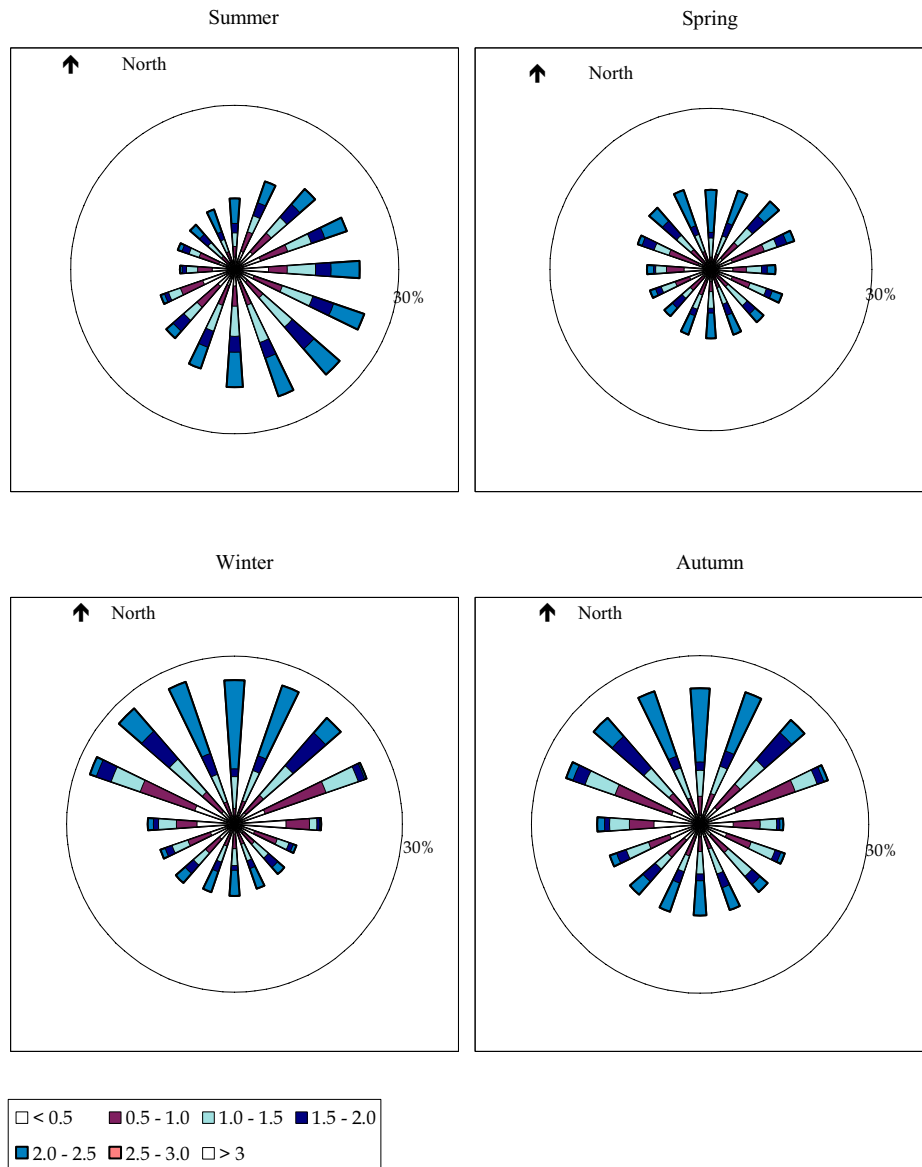 Summer
Spring
North
North
30%
30%
Winter
Autumn
North
North
30%
30%
< 0.5
0.5 - 1.0
1.0 - 1.5
1.5 - 2.0
2.0 - 2.5
2.5 - 3.0
> 3